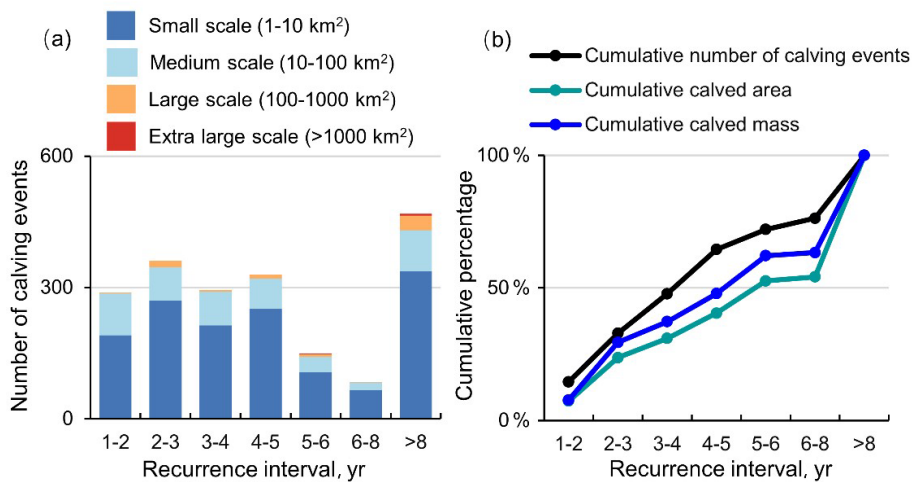 (a)
Small scale (1-10 km²)
Medium scale (10-100 km²)
Large scale (100-1000 km²)
Extra large scale (>1000 km²)
600
300
0
Number of calving events
1-2 2-3 3-4 4-5 5-6 6-8 >8
Recurrence interval, yr
(b)
Cumulative number of calving events
Cumulative calved area
Cumulative calved mass
100 %
50 %
0 %
Cumulative percentage
1-2 2-3 3-4 4-5 5-6 6-8 >8
Recurrence interval, yr